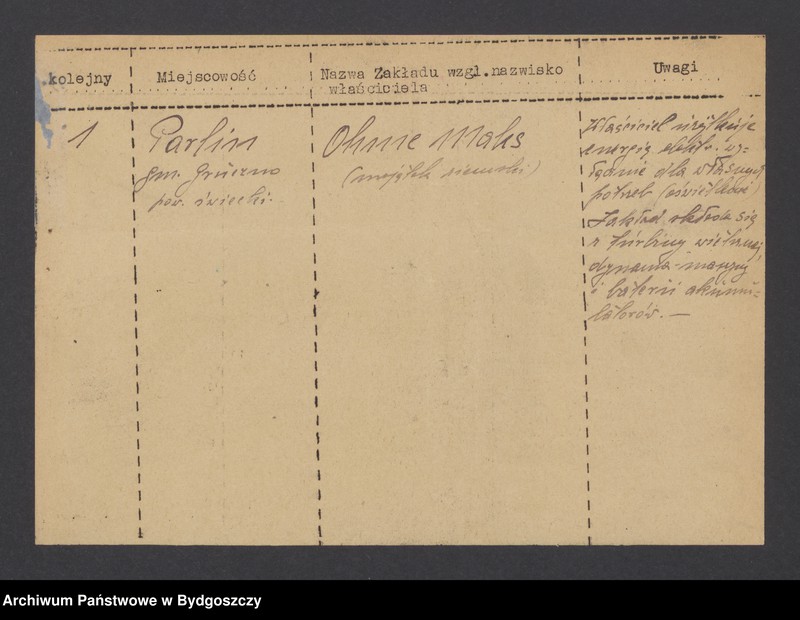 kolejny Miejscowość Nazwa Zakładu wzgl.nazwisko Uwagi
właściciela
1 Parlin Ohme Maks
gm. Gruczno (majątek ziemski)
pow. świecki.
Właściciel użytkuje
energię elektr. wy-
łącznie dla własnych
potrzeb (oświetlenie)
Zakład składa się
z turbiny wietrznej,
dynamo-maszyny
i baterii akumu-
latorów. —
Archiwum Państwowe w Bydgoszczy